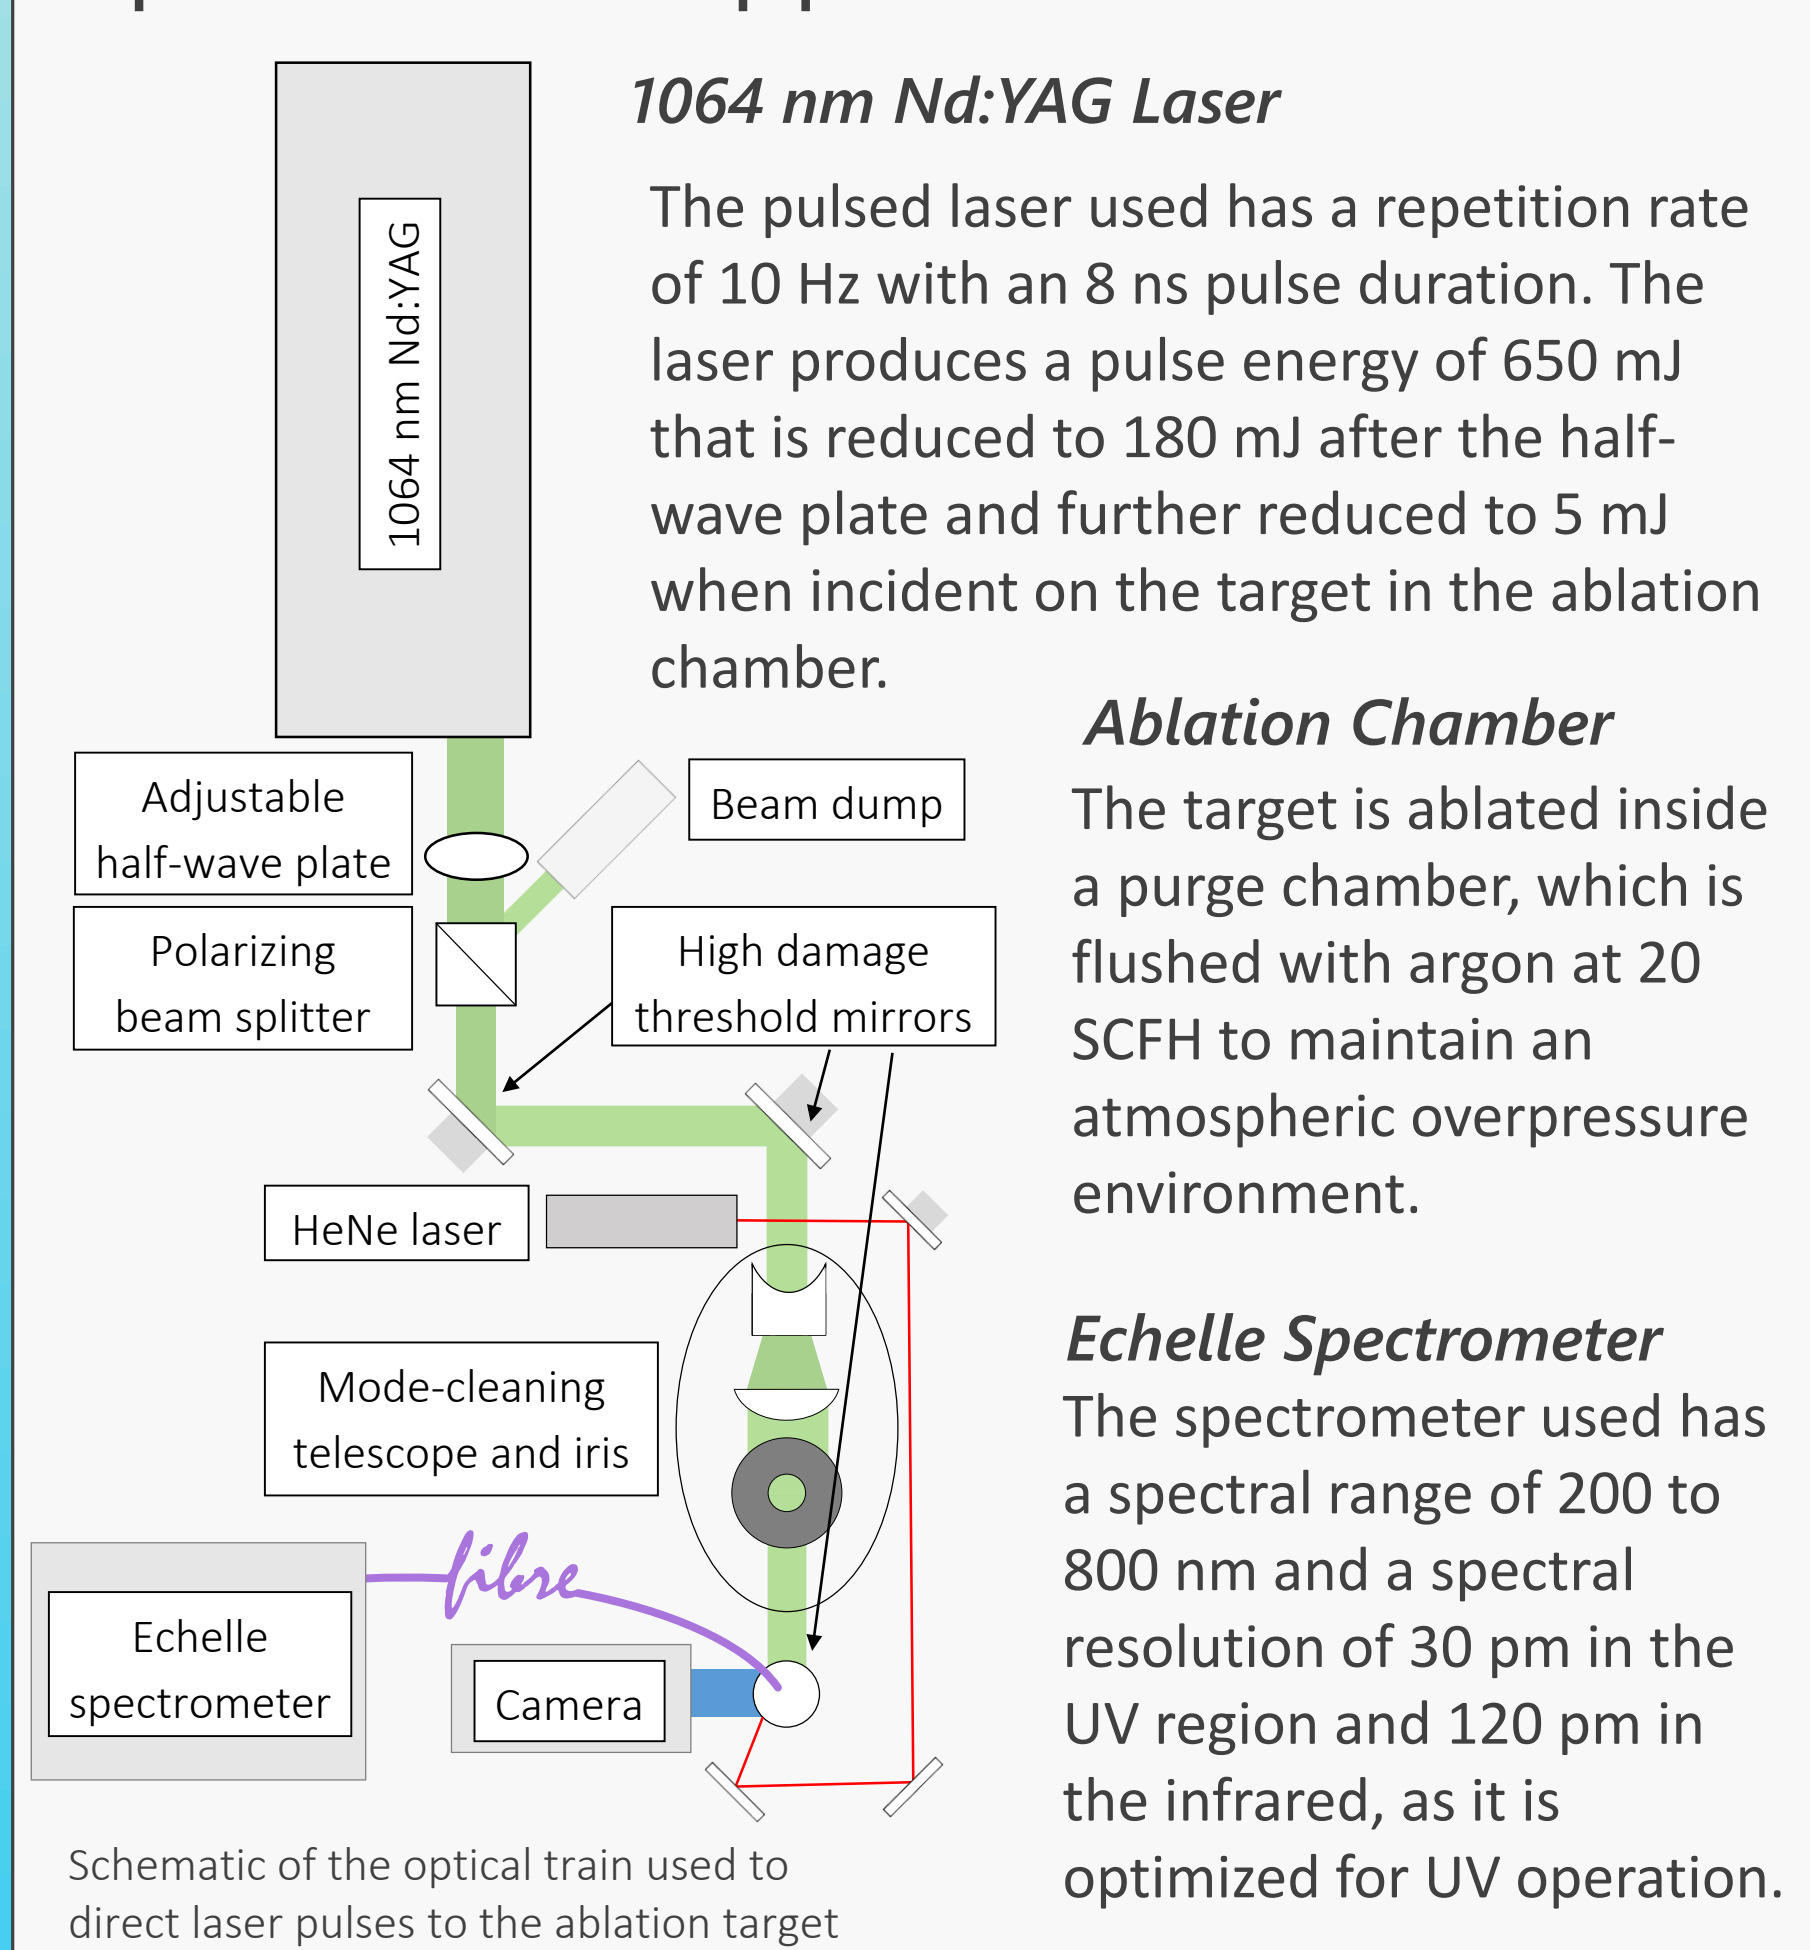 1064 nm Nd:YAG Laser
The pulsed laser used has a repetition rate
of 10 Hz with an 8 ns pulse duration. The
laser produces a pulse energy of 650 mJ
that is reduced to 180 mJ after the half-
wave plate and further reduced to 5 mJ
when incident on the target in the ablation
chamber.
1064 nm Nd:YAG
Adjustable
half-wave plate
Beam dump
Polarizing
beam splitter
High damage
threshold mirrors
HeNe laser
Mode-cleaning
telescope and iris
fibre
Echelle
spectrometer
Camera
Schematic of the optical train used to
direct laser pulses to the ablation target
Ablation Chamber
The target is ablated inside
a purge chamber, which is
flushed with argon at 20
SCFH to maintain an
atmospheric overpressure
environment.
Echelle Spectrometer
The spectrometer used has
a spectral range of 200 to
800 nm and a spectral
resolution of 30 pm in the
UV region and 120 pm in
the infrared, as it is
optimized for UV operation.